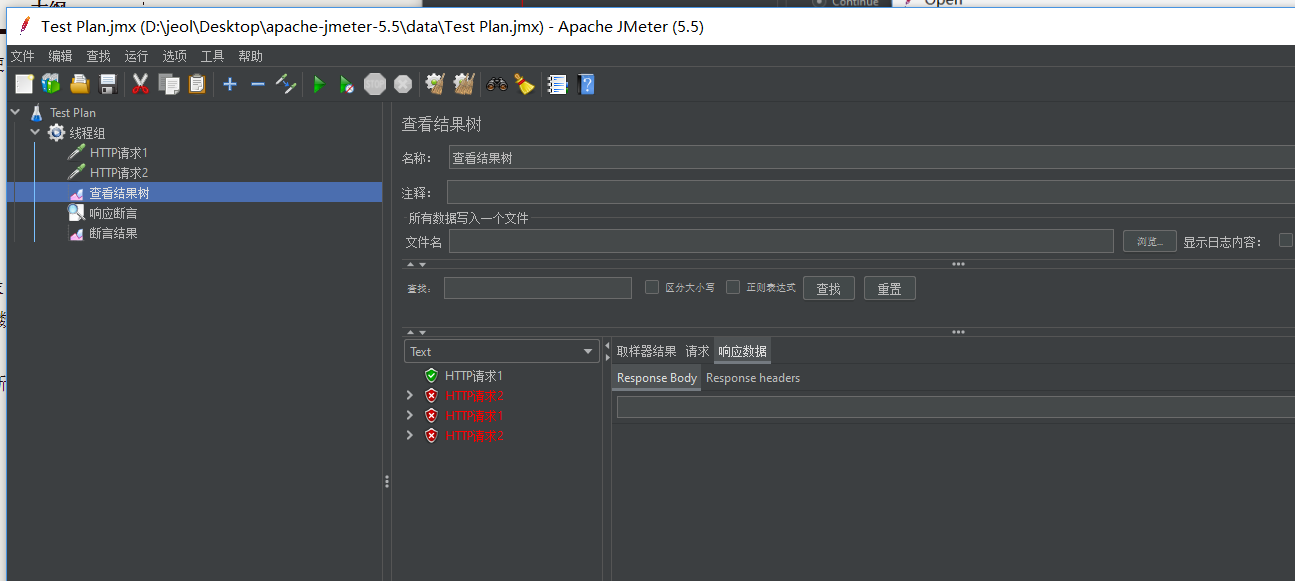 Continue
Open
Test Plan.jmx (D:\jeol\Desktop\apache-jmeter-5.5\data\Test Plan.jmx) - Apache JMeter (5.5)
文件 编辑 查找 运行 选项 工具 帮助
STOP
Test Plan
线程组
HTTP请求1
HTTP请求2
查看结果树
响应断言
断言结果
查看结果树
名称： 查看结果树
注释：
所有数据写入一个文件
文件名 浏览... 显示日志内容：
查找: 区分大小写 正则表达式 查找 重置
Text
HTTP请求1
HTTP请求2
HTTP请求1
HTTP请求2
取样器结果 请求 响应数据
Response Body Response headers